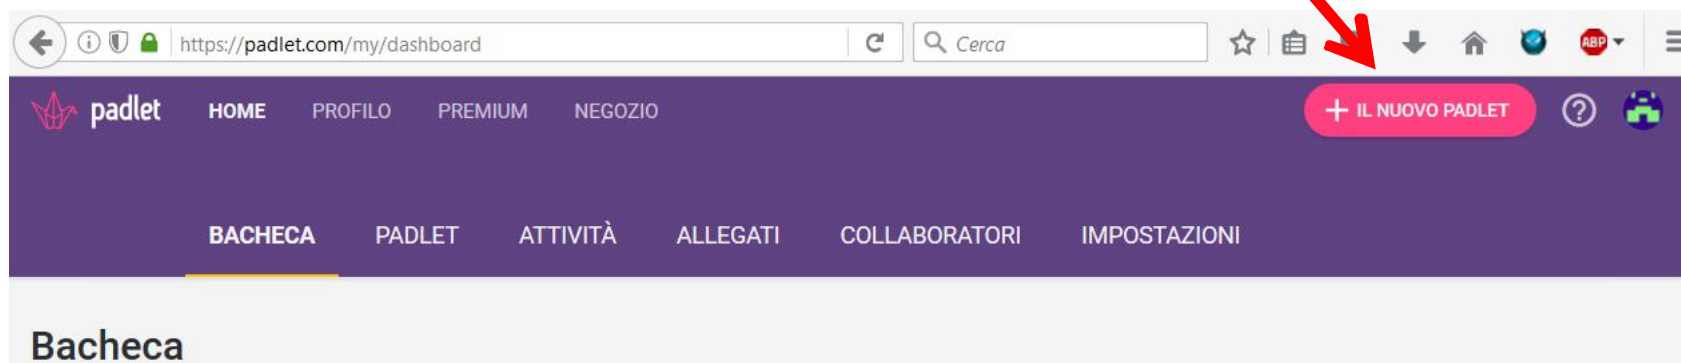 https://padlet.com/my/dashboard
Cerca
ABP
padlet HOME PROFILO PREMIUM NEGOZIO + IL NUOVO PADLET ?
BACHECA PADLET ATTIVITÀ ALLEGATI COLLABORATORI IMPOSTAZIONI
Bacheca